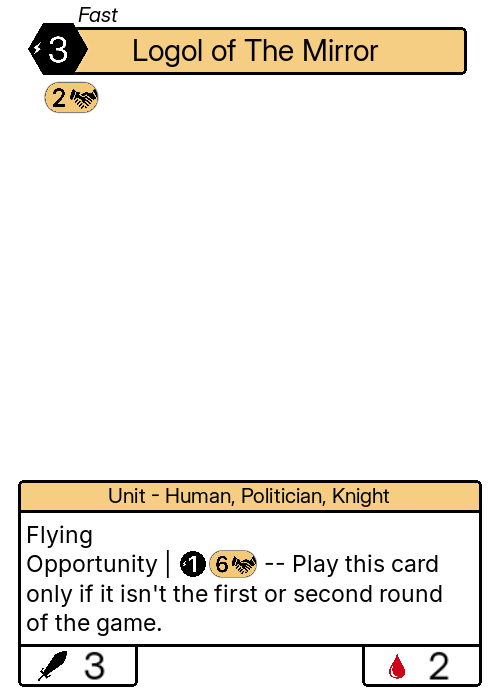 Fast
3 Logol of The Mirror
2
Unit - Human, Politician, Knight
Flying
Opportunity | 1 6 -- Play this card
only if it isn't the first or second round
of the game.
3 2